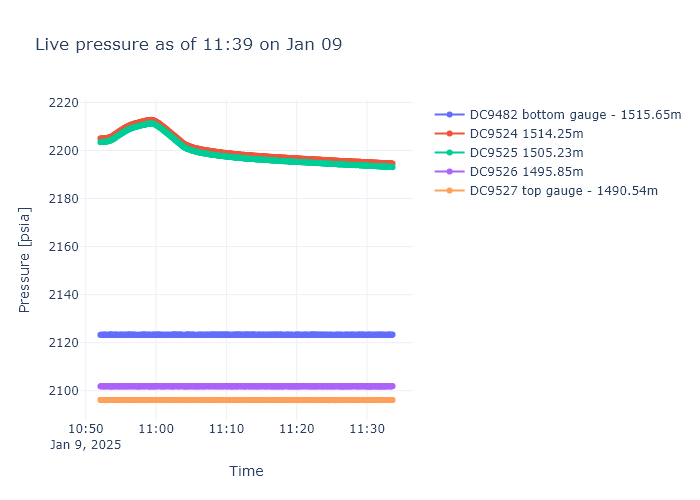 Live pressure as of 11:39 on Jan 09
2220
2200
2180
2160
2140
2120
2100
Pressure [psia]
10:50
Jan 9, 2025
11:00
11:10
11:20
11:30
Time
DC9482 bottom gauge - 1515.65m
DC9524 1514.25m
DC9525 1505.23m
DC9526 1495.85m
DC9527 top gauge - 1490.54m